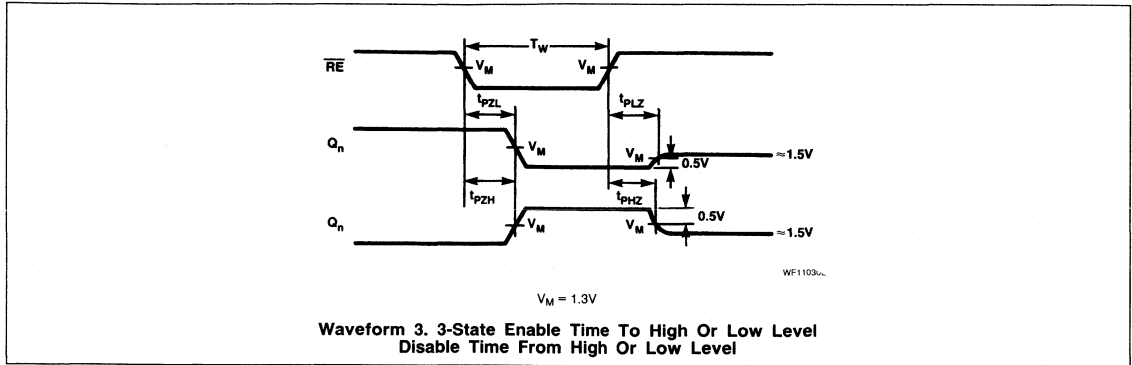 T_W
RE V_M V_M
t_PZL t_PLZ
Q_n V_M V_M 0.5V ≈1.5V
t_PZH t_PHZ
Q_n V_M V_M 0.5V ≈1.5V
V_M = 1.3V
Waveform 3. 3-State Enable Time To High Or Low Level
Disable Time From High Or Low Level